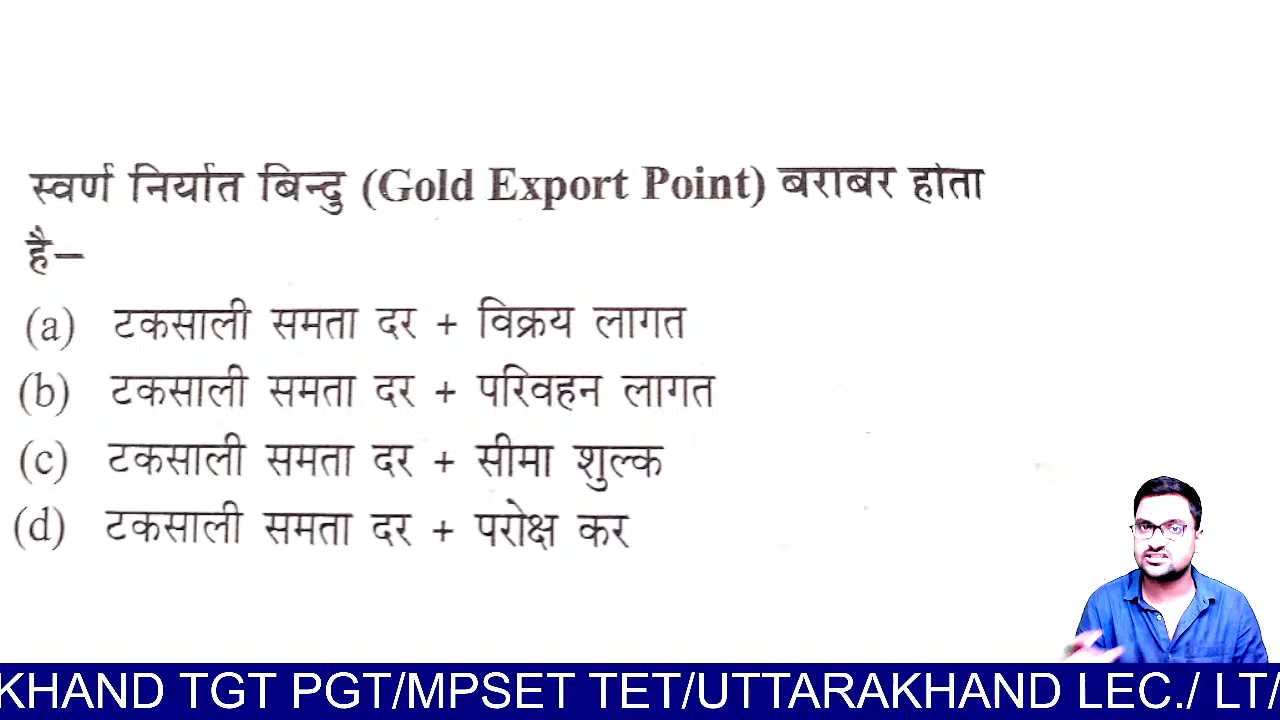 स्वर्ण निर्यात बिन्दु (Gold Export Point) बराबर होता
है–
(a) टकसाली समता दर + विक्रय लागत
(b) टकसाली समता दर + परिवहन लागत
(c) टकसाली समता दर + सीमा शुल्क
(d) टकसाली समता दर + परोक्ष कर
KHAND TGT PGT/MPSET TET/UTTARAKHAND LEC./ LT/